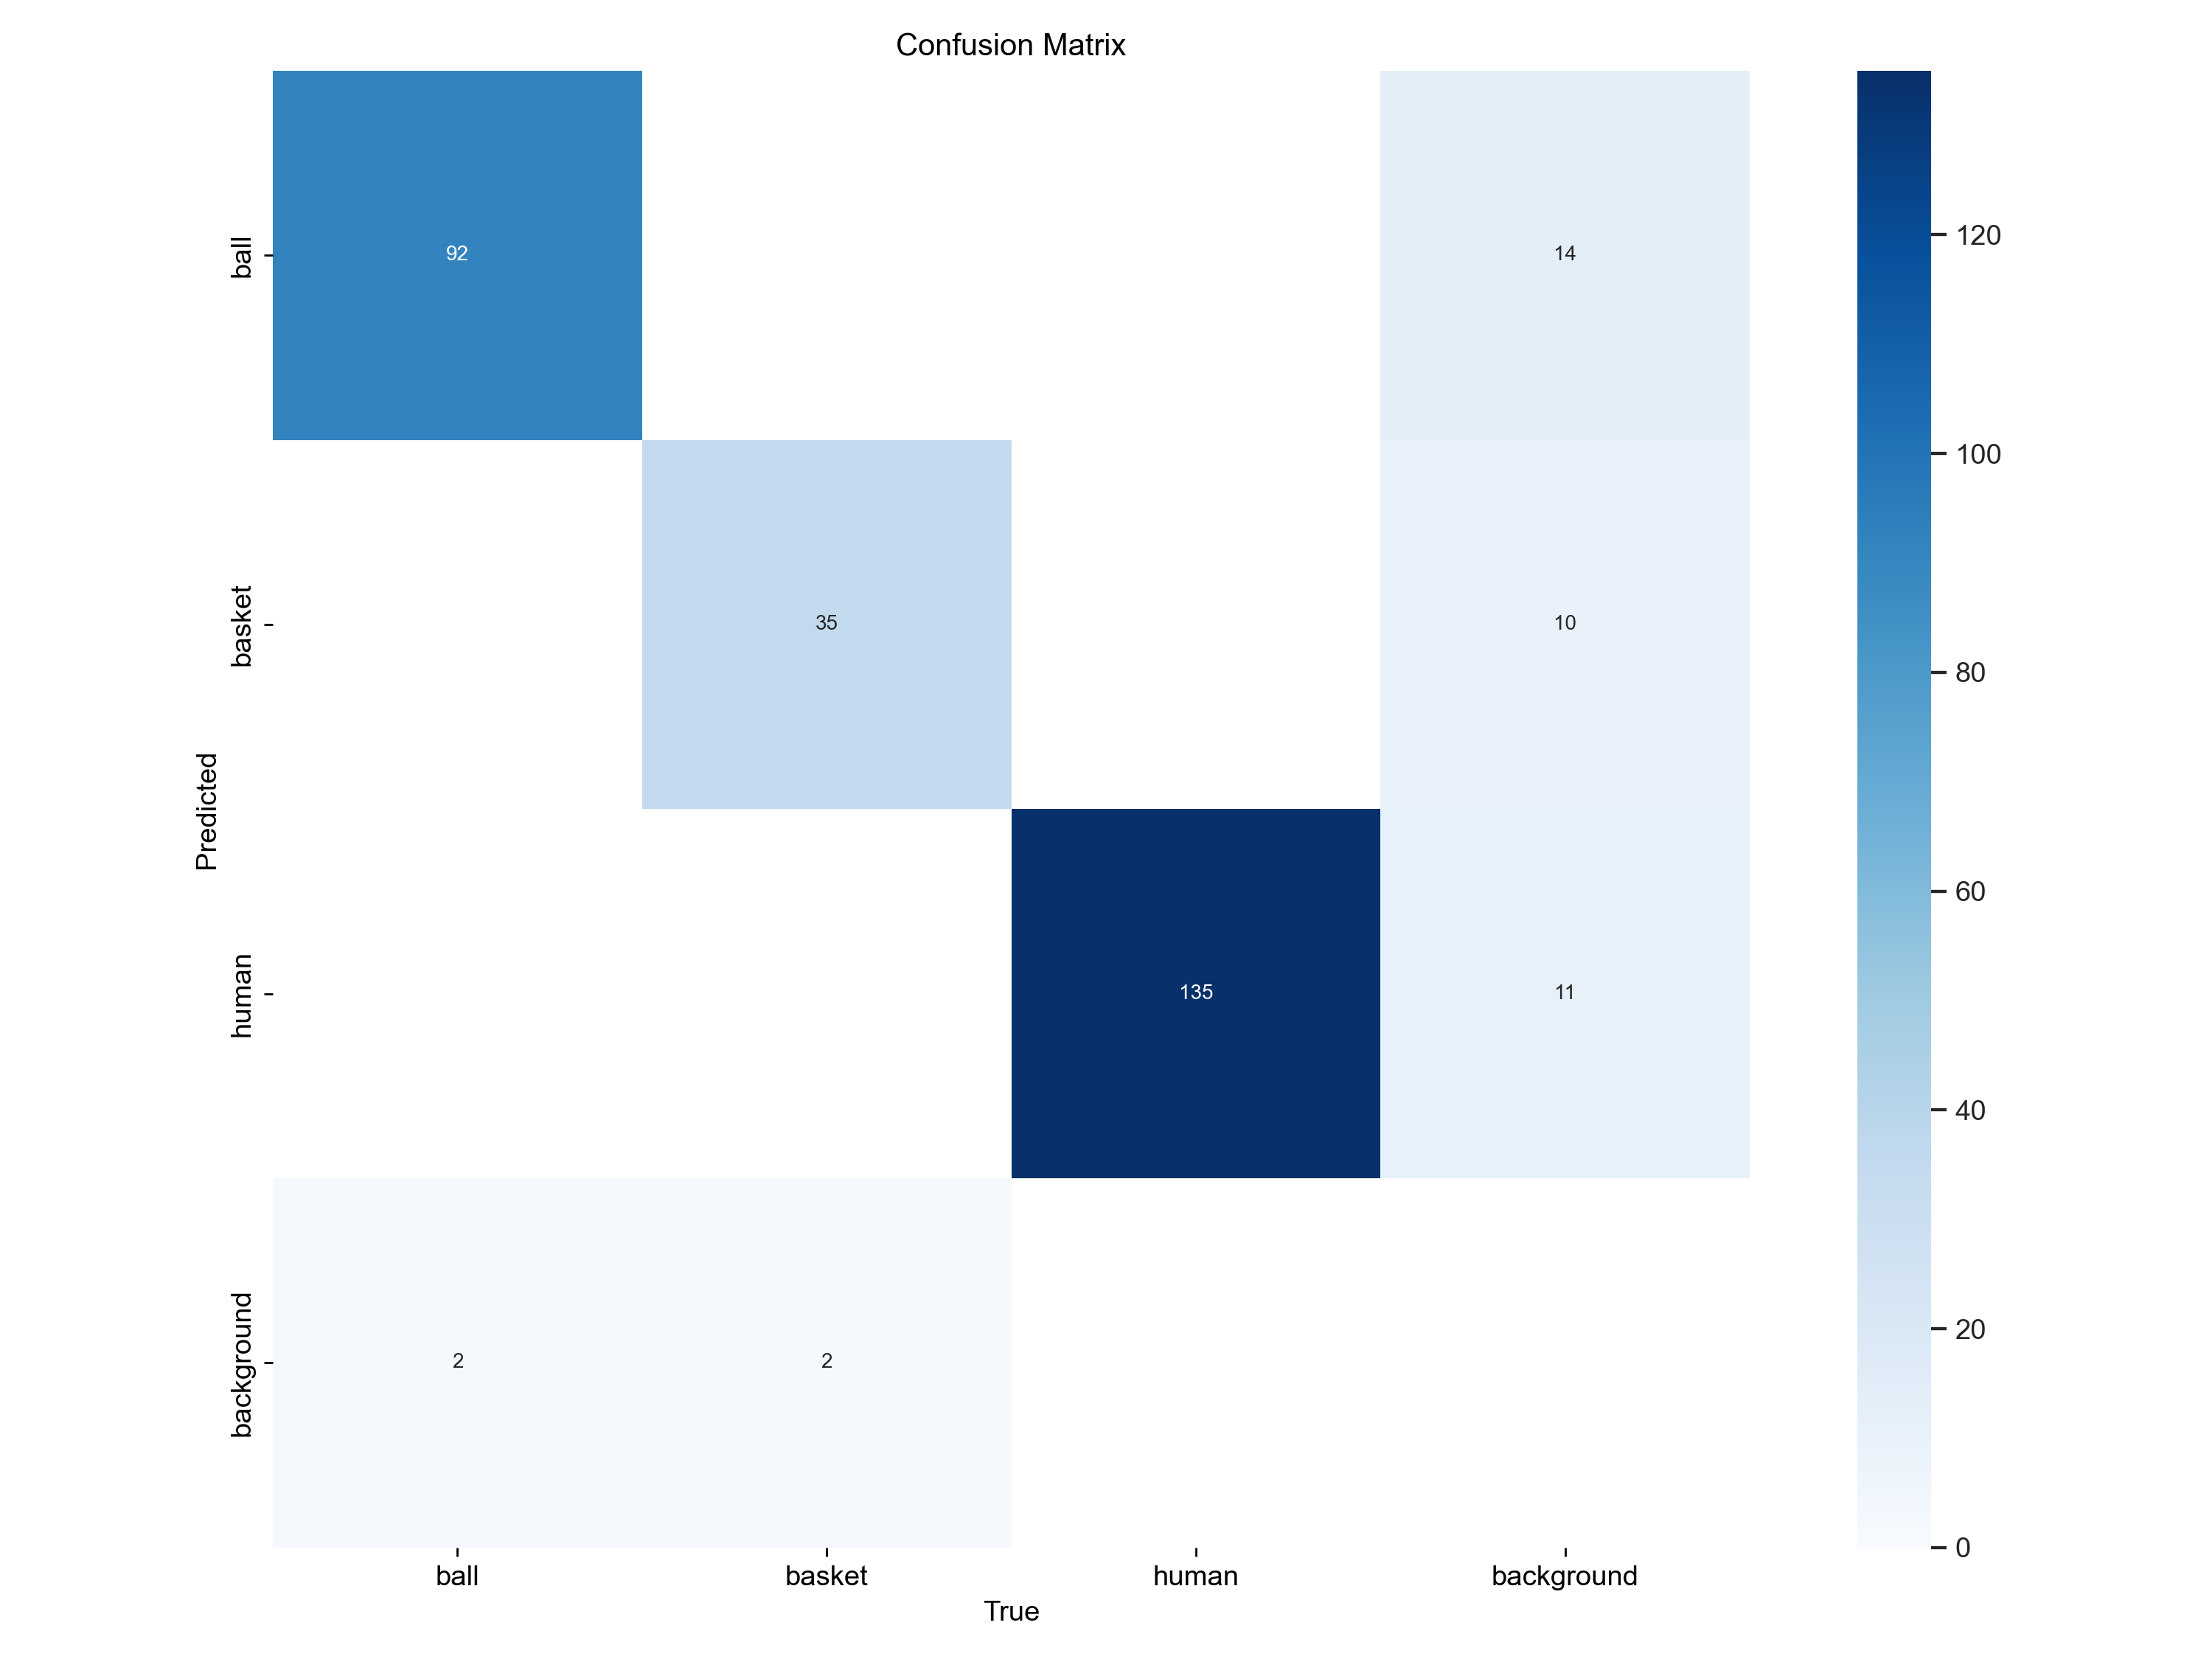 Confusion Matrix
ball
92
14
120
100
basket
35
10
80
Predicted
60
human
135
11
40
20
background
2
2
0
ball
basket
human
background
True